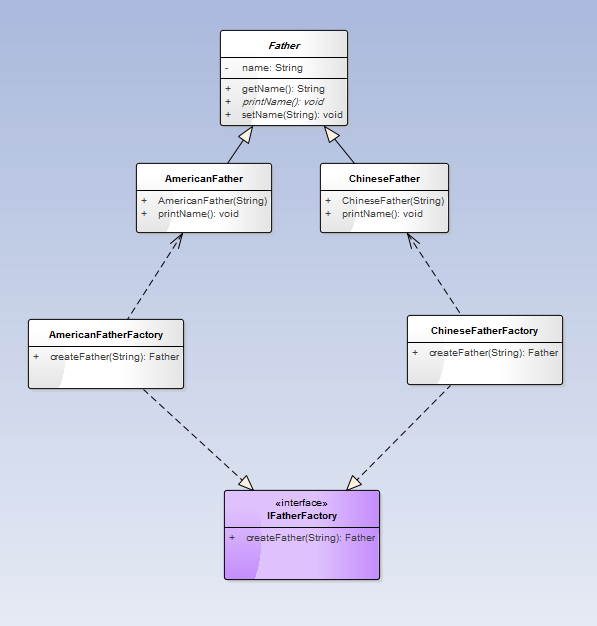 Father
- name: String
+ getName(): String
+ printName(): void
+ setName(String): void
AmericanFather
+ AmericanFather(String)
+ printName(): void
ChineseFather
+ ChineseFather(String)
+ printName(): void
AmericanFatherFactory
+ createFather(String): Father
ChineseFatherFactory
+ createFather(String): Father
«interface»
IFatherFactory
+ createFather(String): Father